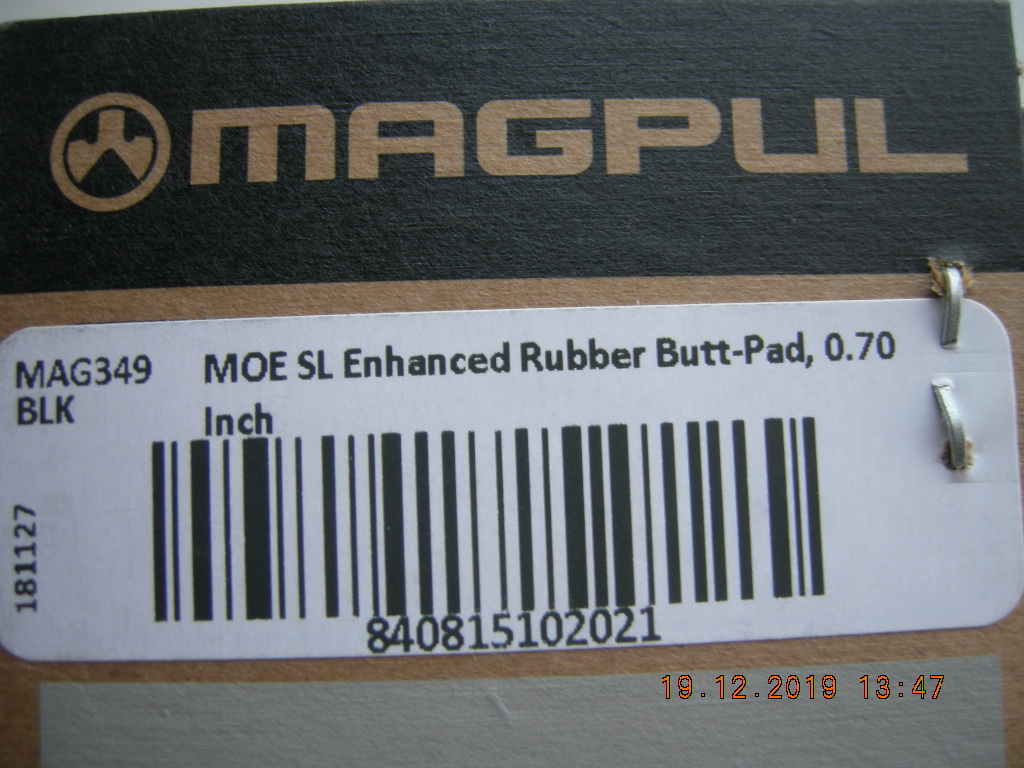 MAGPUL
MAG349 MOE SL Enhanced Rubber Butt-Pad, 0.70
BLK Inch
181127
840815102021
19.12.2019 13:47